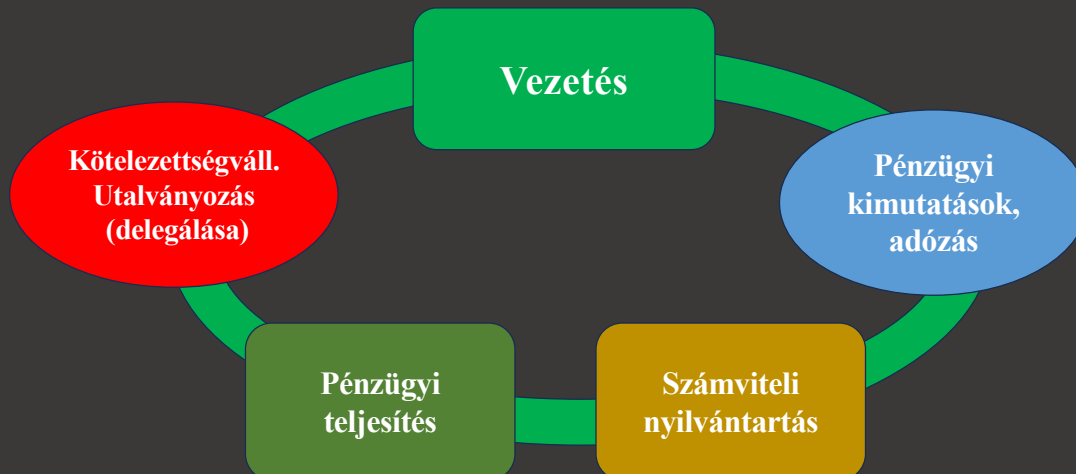 Vezetés
Kötelezettségváll.
Utalványozás
(delegálása)
Pénzügyi
kimutatások,
adózás
Pénzügyi
teljesítés
Számviteli
nyilvántartás